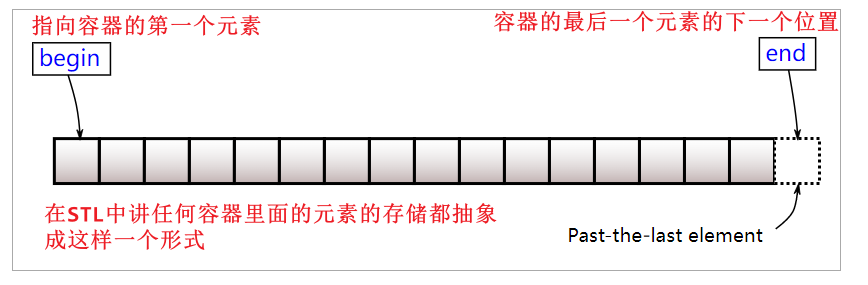 指向容器的第一个元素
容器的最后一个元素的下一个位置
begin
end
在STL中讲任何容器里面的元素的存储都抽象
成这样一个形式
Past-the-last element